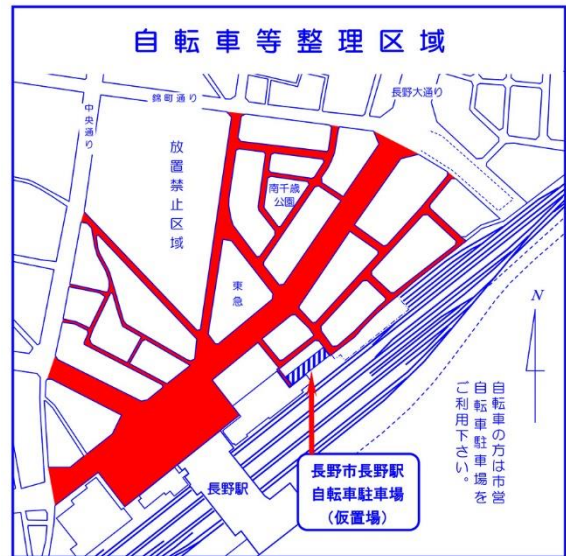 自転車等整理区域
長野大通り
錦町通り
中央通り
放置禁止区域
南千歳
公園
東急
N
自転車の方は市営
自転車駐車場を
ご利用下さい。
長野駅
長野市長野駅
自転車駐車場
(仮置場)